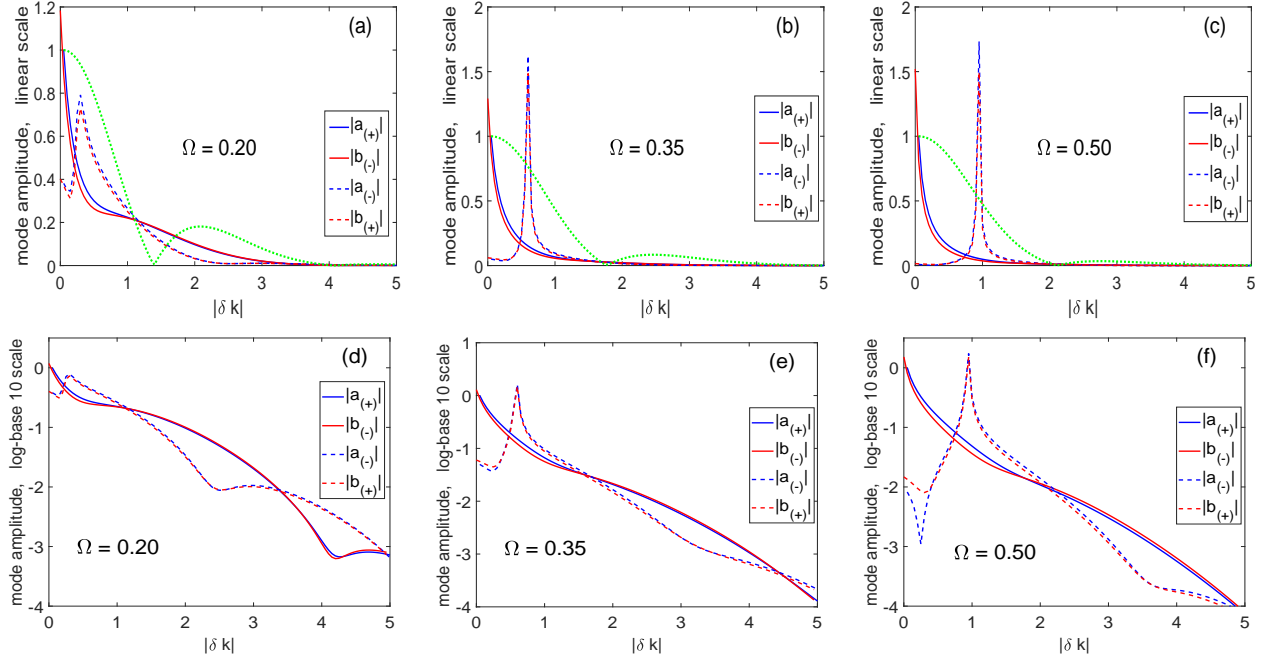 (a)
mode amplitude, linear scale
1.2
1
0.8
0.6
0.4
0.2
0
Ω = 0.20
|a(+)|
|b(-)|
|a(-)|
|b(+)|
0 1 2 3 4 5
|δ k|
(b)
mode amplitude, linear scale
2
1.5
1
0.5
0
Ω = 0.35
|a(+)|
|b(-)|
|a(-)|
|b(+)|
0 1 2 3 4 5
|δ k|
(c)
mode amplitude, linear scale
2
1.5
1
0.5
0
Ω = 0.50
|a(+)|
|b(-)|
|a(-)|
|b(+)|
0 1 2 3 4 5
|δ k|
(d)
mode amplitude, log-base 10 scale
0
-1
-2
-3
-4
Ω = 0.20
|a(+)|
|b(-)|
|a(-)|
|b(+)|
0 1 2 3 4 5
|δ k|
(e)
mode amplitude, log-base 10 scale
1
0
-1
-2
-3
-4
Ω = 0.35
|a(+)|
|b(-)|
|a(-)|
|b(+)|
0 1 2 3 4 5
|δ k|
(f)
mode amplitude, log-base 10 scale
0
-1
-2
-3
-4
Ω = 0.50
|a(+)|
|b(-)|
|a(-)|
|b(+)|
0 1 2 3 4 5
|δ k|